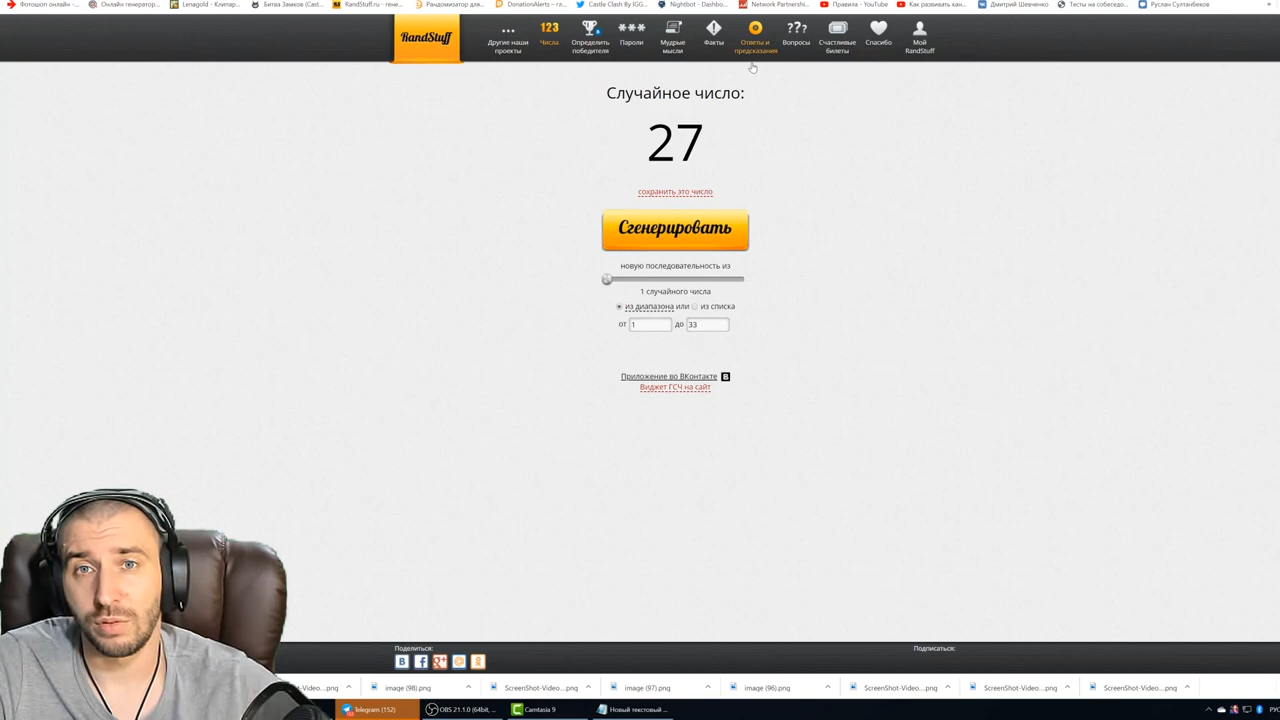 Фотошоп онлайн - ...
Онлайн генератор...
Lenagold - Клипар...
Битва Замков (Cast...
RandStuff.ru - гене...
Рандомизатор для...
DonationAlerts – гл...
Castle Clash By IGG...
Nightbot - Dashbo...
Network Partnershi...
Правила - YouTube
Как развивать кан...
Дмитрий Шевченко
Тесты на собеседо...
Руслан Султанбеков
RandStuff
Другие наши проекты
123
Числа
Определить победителя
***
Пароли
Мудрые мысли
Факты
Ответы и предсказания
???
Вопросы
Счастливые билеты
Спасибо
Мой RandStuff
Случайное число:
27
сохранить это число
Сгенерировать
новую последовательность из
1 случайного числа
из диапазона или из списка
от 1 до 33
Приложение во ВКонтакте
Виджет ГСЧ на сайт
Поделиться:
Подписаться:
-Video....png
image (98).png
ScreenShot-Video....png
image (97).png
image (96).png
ScreenShot-Video....png
ScreenShot-Video....png
ScreenShot-Video....png
Telegram (152)
OBS 21.1.0 (64bit, ...
Camtasia 9
Новый текстовый ...
РУС